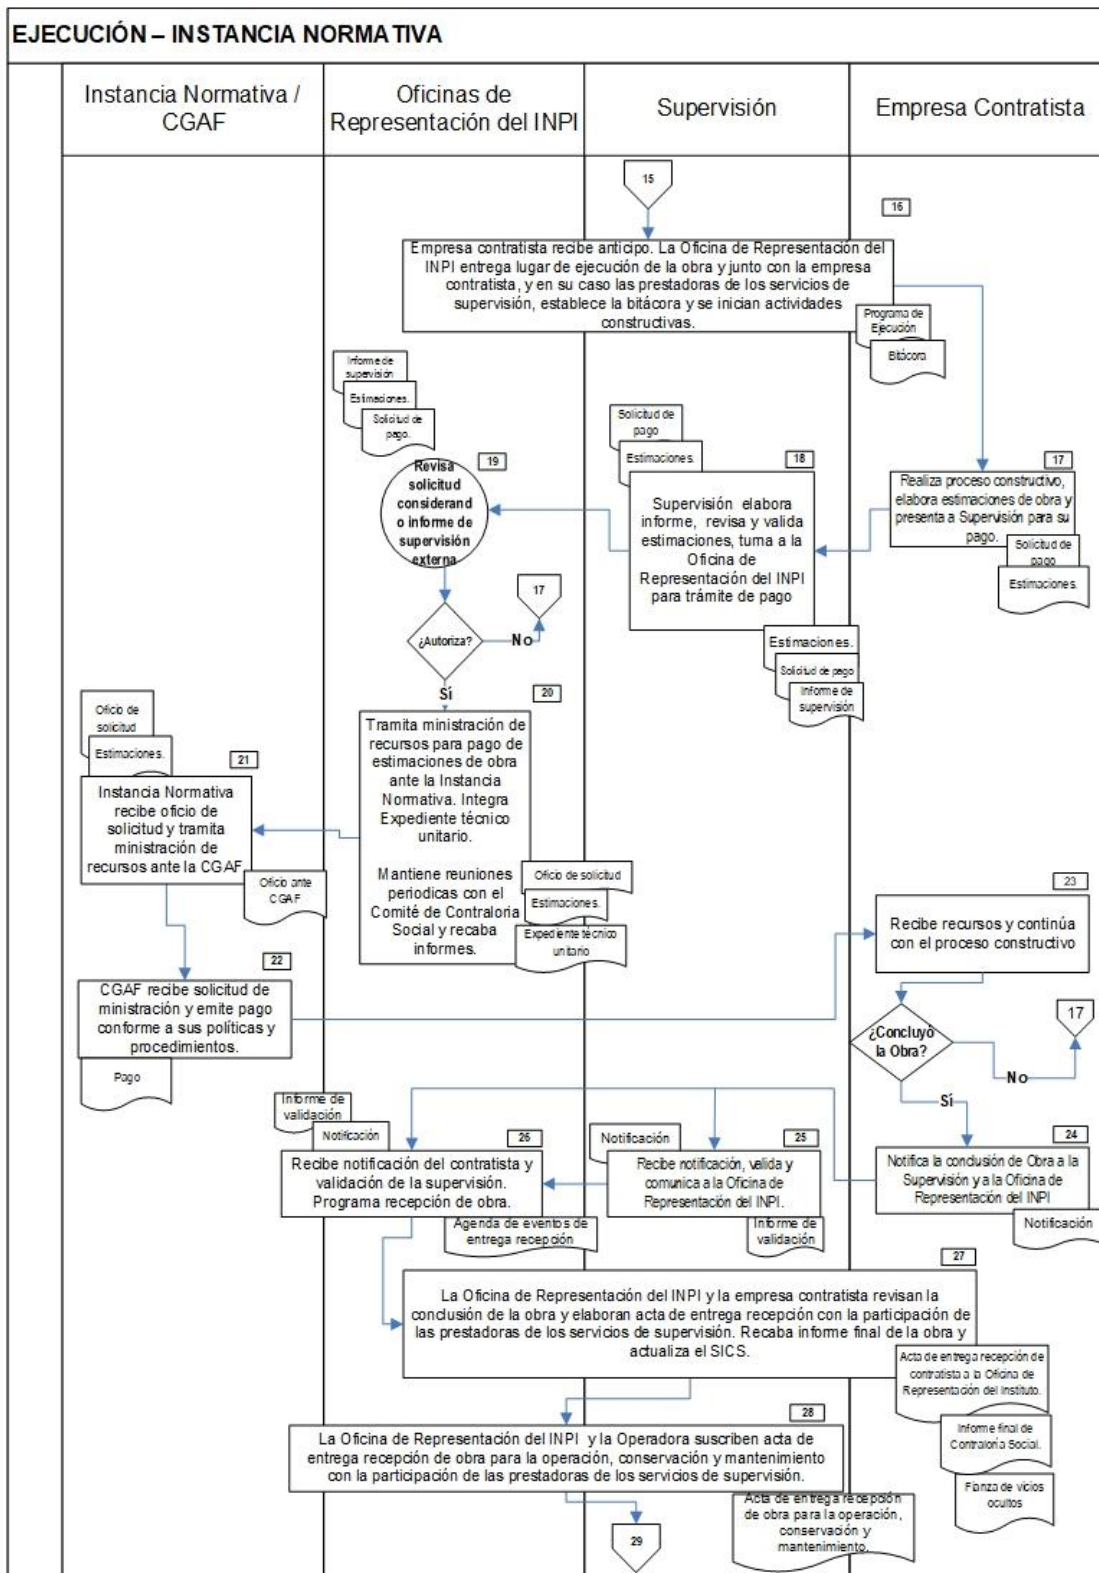 EJECUCIÓN – INSTANCIA NORMATIVA
Instancia Normativa /
CGAF
Oficinas de
Representación del INPI
Supervisión
Empresa Contratista
15
16
Empresa contratista recibe anticipo. La Oficina de Representación del
INPI entrega lugar de ejecución de la obra y junto con la empresa
contratista, y en su caso las prestadoras de los servicios de
supervisión, establece la bitácora y se inician actividades
constructivas.
Programa de
Ejecución
Bitácora
Informe de
supervisión
Estimaciones.
Solicitud de
pago.
19
Revisa
solicitud
considerand
o informe de
supervisión
externa
Solicitud de
pago
Estimaciones.
18
Supervisión elabora
informe, revisa y valida
estimaciones, turna a la
Oficina de
Representación del INPI
para trámite de pago
Estimaciones.
Solicitud de pago
Informe de
supervisión
17
Realiza proceso constructivo,
elabora estimaciones de obra y
presenta a Supervisión para su
pago.
Solicitud de
pago
Estimaciones.
17
¿Autoriza?
No
Sí
20
Tramita ministración de
recursos para pago de
estimaciones de obra
ante la Instancia
Normativa. Integra
Expediente técnico
unitario.
Mantiene reuniones
periodicas con el
Comité de Contraloria
Social y recaba
informes.
Oficio de solicitud
Estimaciones.
Expediente técnico
unitario
Oficio de
solicitud
Estimaciones.
21
Instancia Normativa
recibe oficio de
solicitud y tramita
ministración de
recursos ante la CGAF
Oficio ante
CGAF
22
CGAF recibe solicitud de
ministración y emite pago
conforme a sus políticas y
procedimientos.
Pago
23
Recibe recursos y continúa
con el proceso constructivo
¿Concluyó
la Obra?
17
No
Sí
24
Notifica la conclusión de Obra a la
Supervisión y a la Oficina de
Representación del INPI
Notificación
Notificación
25
Recibe notificación, valida y
comunica a la Oficina de
Representación del INPI.
Informe de
validación
Informe de
validación
Notificación
26
Recibe notificación del contratista y
validación de la supervisión.
Programa recepción de obra.
Agenda de eventos de
entrega recepción
27
La Oficina de Representación del INPI y la empresa contratista revisan la
conclusión de la obra y elaboran acta de entrega recepción con la participación de
las prestadoras de los servicios de supervisión. Recaba informe final de la obra y
actualiza el SICS.
Acta de entrega recepción de
contratista a la Oficina de
Representación del Instituto.
Informe final de
Contraloría Social.
Fianza de vicios
ocultos
28
La Oficina de Representación del INPI y la Operadora suscriben acta de
entrega recepción de obra para la operación, conservación y mantenimiento
con la participación de las prestadoras de los servicios de supervisión.
Acta de entrega recepción
de obra para la operación,
conservación y
mantenimiento.
29